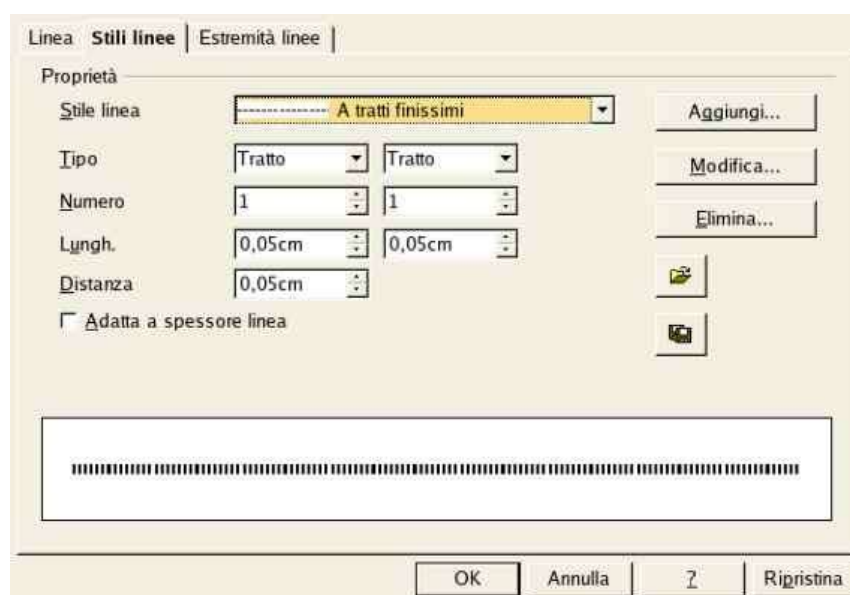 Linea Stili linee Estremità linee
Proprietà
Stile linea A tratti finissimi
Aggiungi...
Tipo Tratto Tratto
Modifica...
Numero 1 1
Elimina...
Lungh. 0,05cm 0,05cm
Distanza 0,05cm
Adatta a spessore linea
OK Annulla ? Ripristina